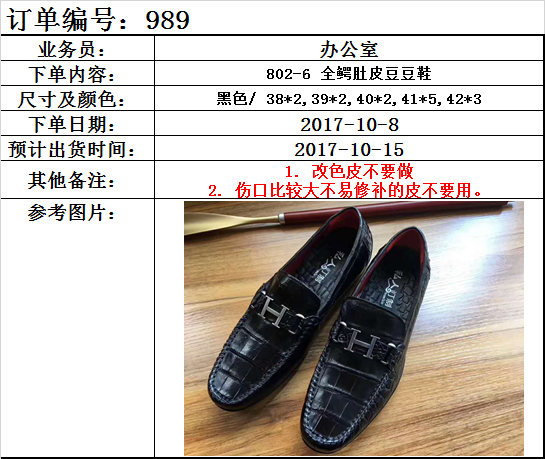 订单编号：989
业务员： 办公室
下单内容： 802-6 全鳄肚皮豆豆鞋
尺寸及颜色： 黑色/ 38*2,39*2,40*2,41*5,42*3
下单日期： 2017-10-8
预计出货时间： 2017-10-15
其他备注： 1. 改色皮不要做
2. 伤口比较大不易修补的皮不要用。
参考图片：
H
H